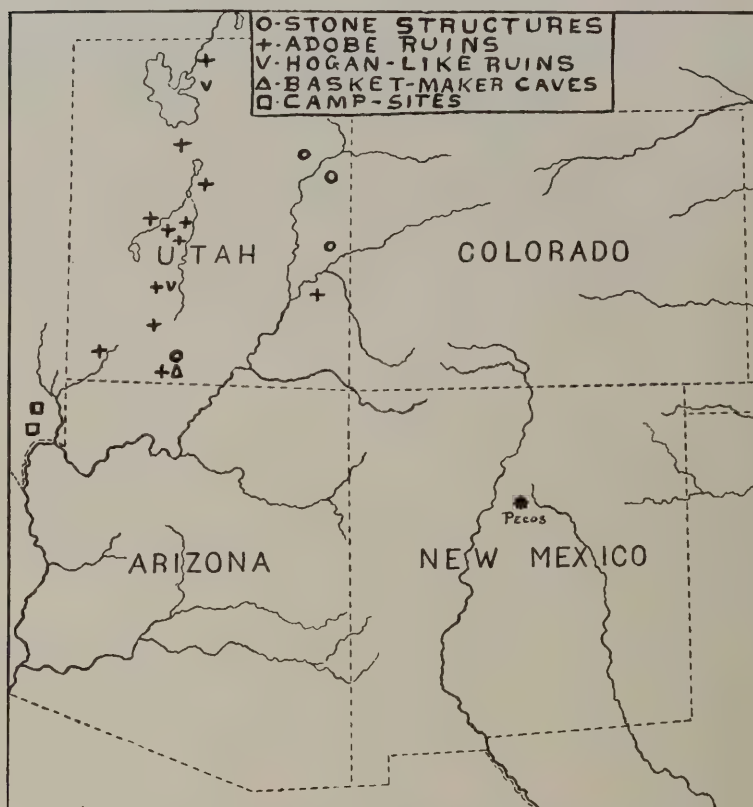 O-STONE STRUCTURES
+-ADOBE RUINS
V-HOGAN-LIKE RUINS
Δ-BASKET-MAKER CAVES
□-CAMP-SITES
UTAH
COLORADO
PECOS
ARIZONA
NEW MEXICO